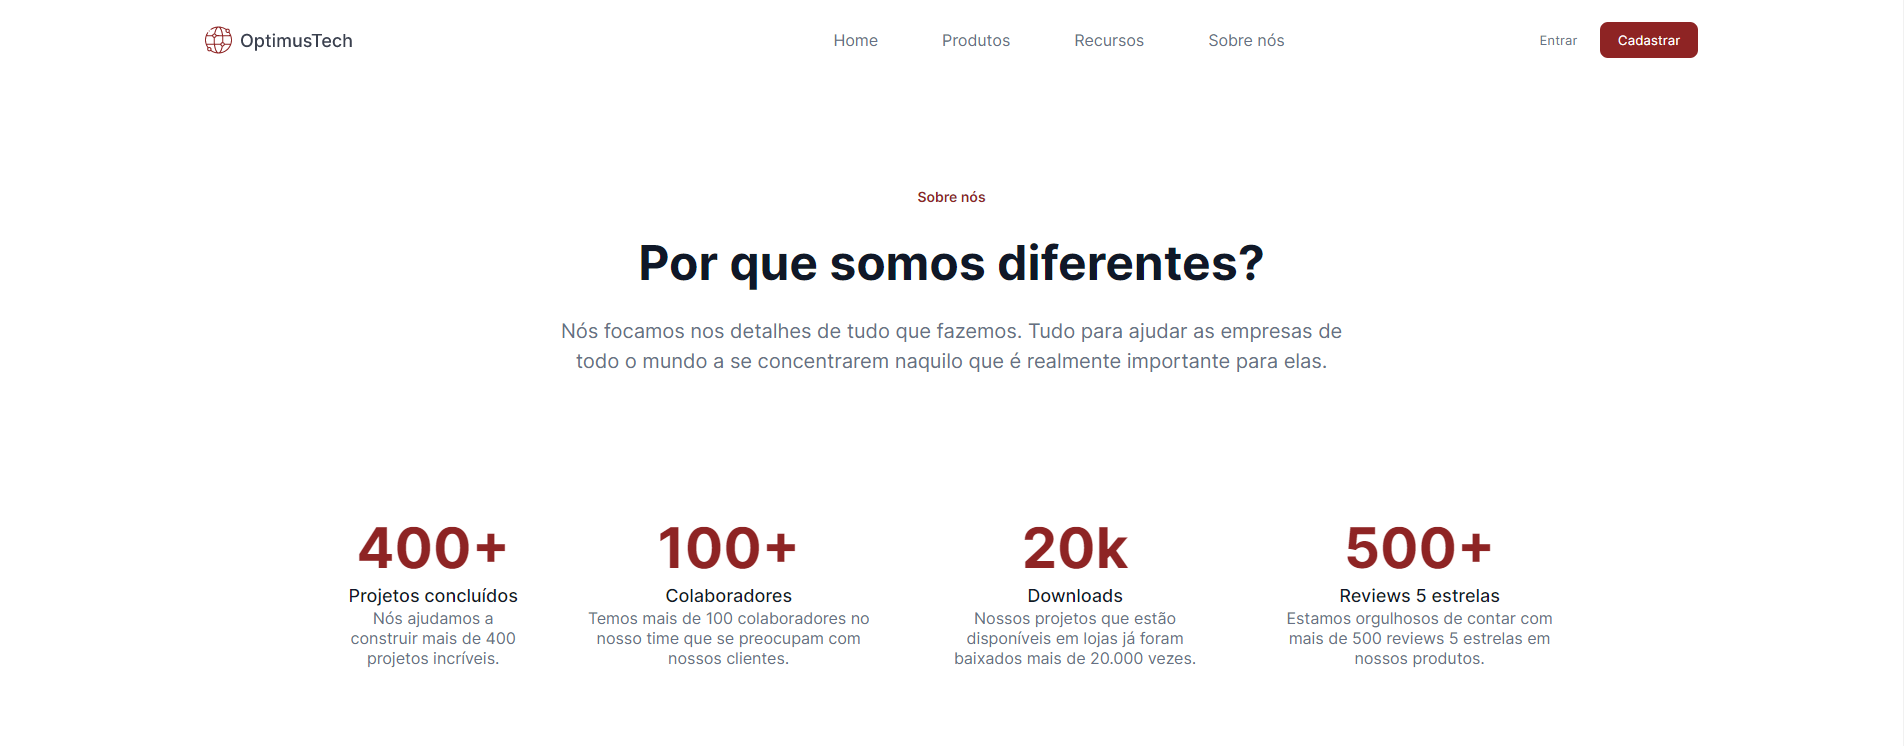 OptimusTech
Home
Produtos
Recursos
Sobre nós
Entrar
Cadastrar
Sobre nós
Por que somos diferentes?
Nós focamos nos detalhes de tudo que fazemos. Tudo para ajudar as empresas de
todo o mundo a se concentrarem naquilo que é realmente importante para elas.
400+
Projetos concluídos
Nós ajudamos a
construir mais de 400
projetos incríveis.
100+
Colaboradores
Temos mais de 100 colaboradores no
nosso time que se preocupam com
nossos clientes.
20k
Downloads
Nossos projetos que estão
disponíveis em lojas já foram
baixados mais de 20.000 vezes.
500+
Reviews 5 estrelas
Estamos orgulhosos de contar com
mais de 500 reviews 5 estrelas em
nossos produtos.